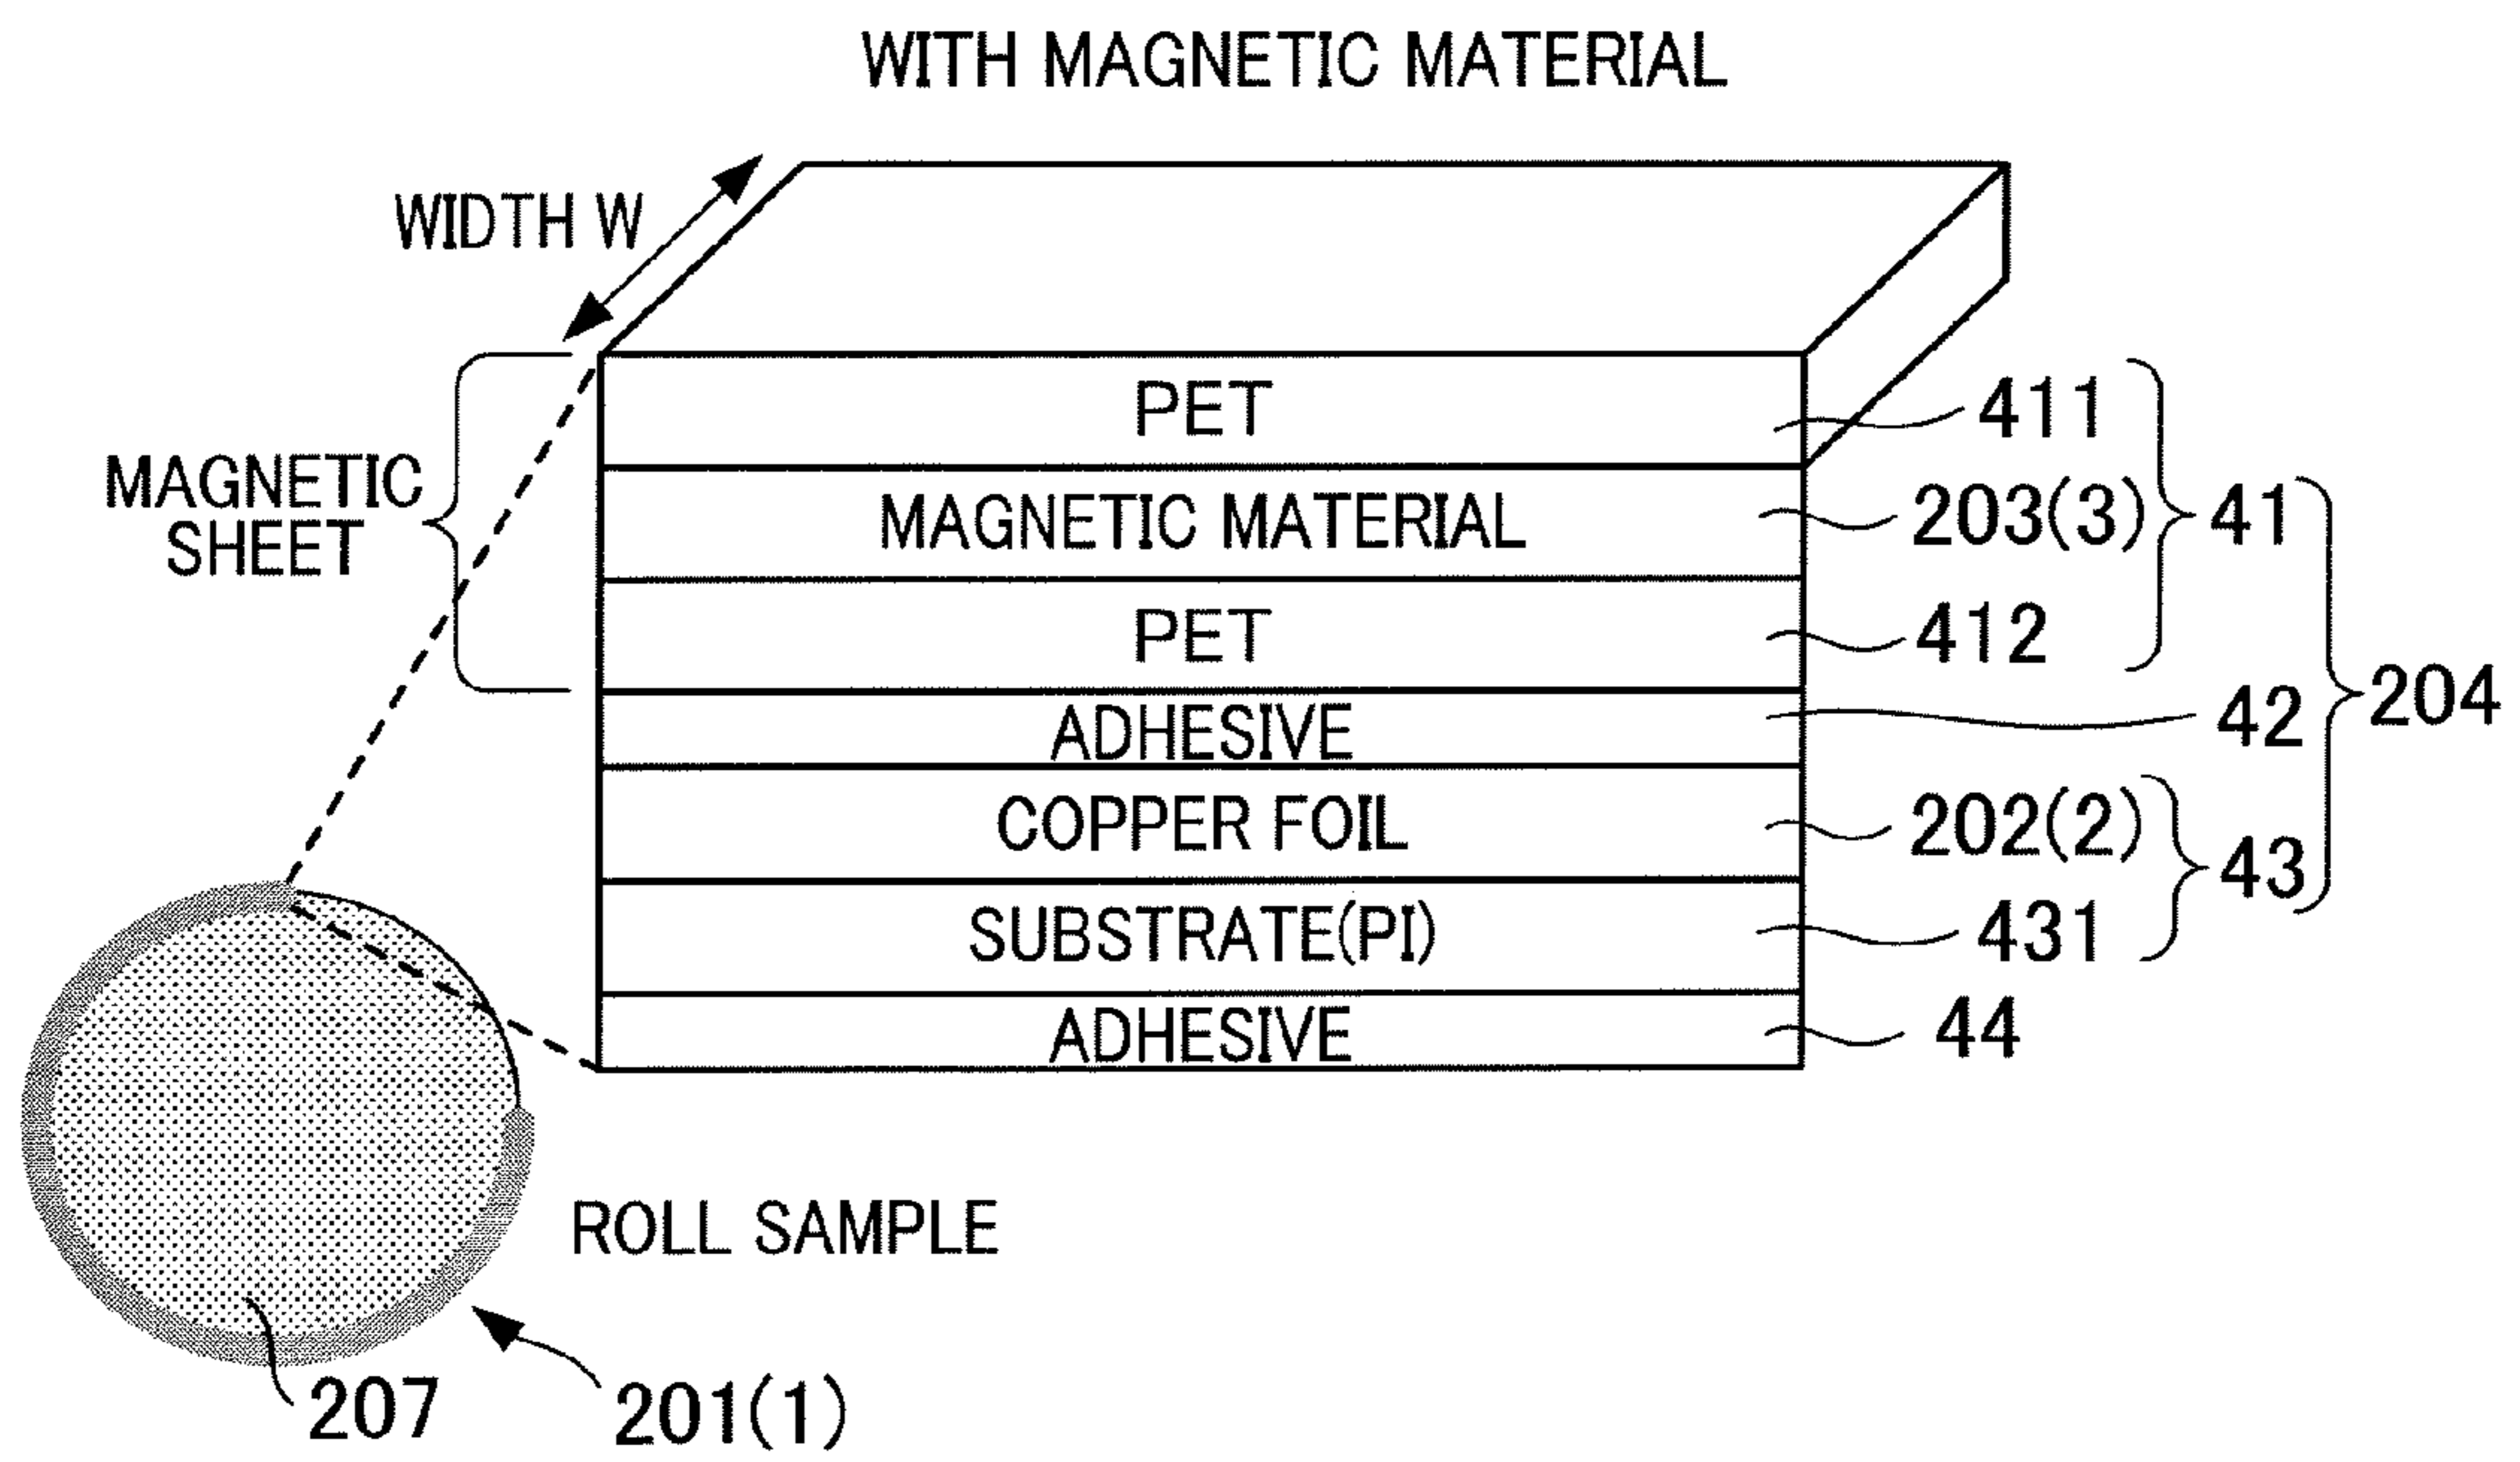 WITH MAGNETIC MATERIAL
WIDTH W
MAGNETIC
SHEET
PET
411
MAGNETIC MATERIAL
203(3)
41
PET
412
ADHESIVE
42
204
COPPER FOIL
202(2)
43
SUBSTRATE(PI)
431
ADHESIVE
44
ROLL SAMPLE
207
201(1)